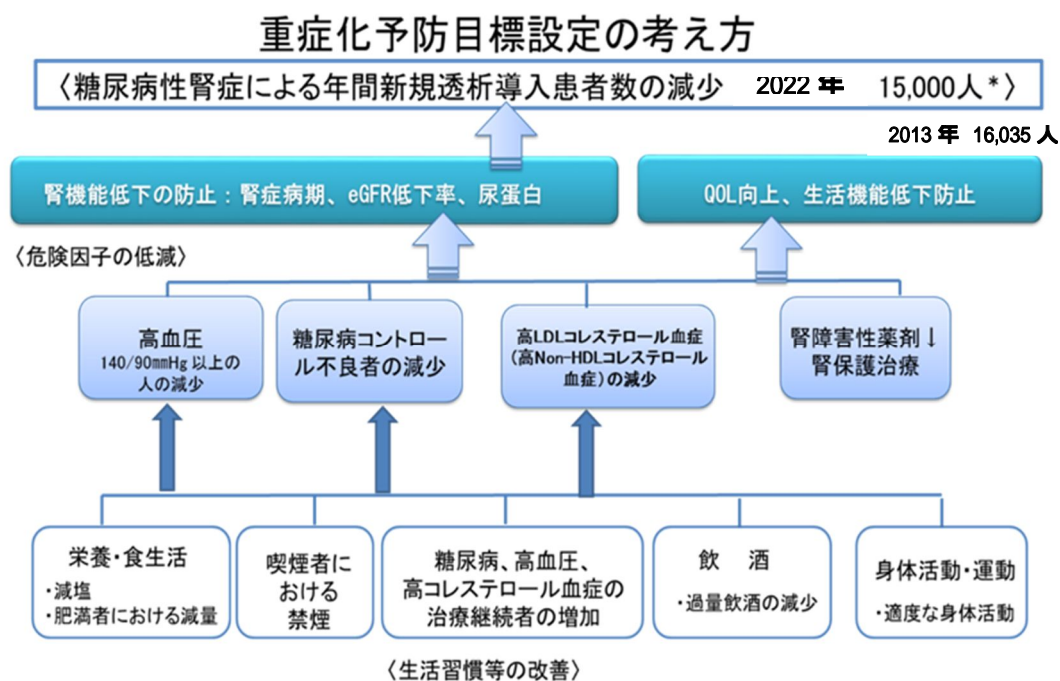 重症化予防目標設定の考え方
〈糖尿病性腎症による年間新規透析導入患者数の減少 2022 年 15,000人*〉
2013 年 16,035 人
腎機能低下の防止：腎症病期、eGFR低下率、尿蛋白
QOL向上、生活機能低下防止
〈危険因子の低減〉
高血圧
140/90mmHg 以上の
人の減少
糖尿病コントロー
ル不良者の減少
高LDLコレステロール血症
(高Non-HDLコレステロール
血症)の減少
腎障害性薬剤↓
腎保護治療
栄養・食生活
・減塩
・肥満者における減量
喫煙者に
おける
禁煙
糖尿病、高血圧、
高コレステロール血症の
治療継続者の増加
飲 酒
・過量飲酒の減少
身体活動・運動
・適度な身体活動
〈生活習慣等の改善〉